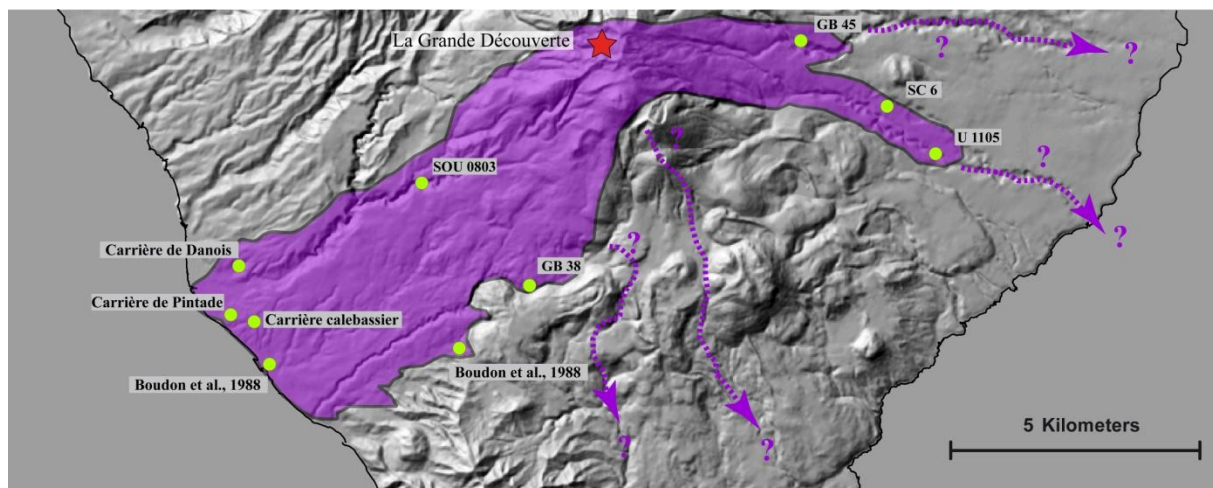 GB 45
La Grande Découverte
?
?
SC 6
?
U 1105
?
SOU 0803
?
?
Carrière de Danois
GB 38
Carrière de Pintade
Carrière calebassier
Boudon et al., 1988
Boudon et al., 1988
5 Kilometers
?
?